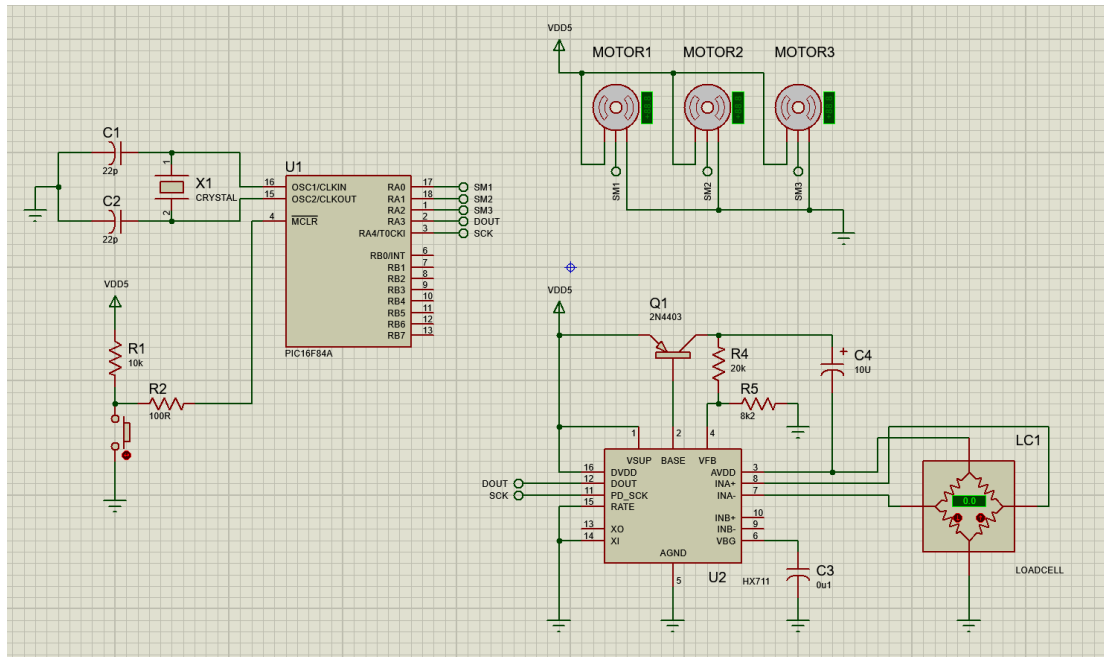 VDD5
MOTOR1 MOTOR2 MOTOR3
SM1 SM2 SM3
C1
22p
1
X1
CRYSTAL
2
C2
22p
U1
16 OSC1/CLKIN RA0 17 SM1
15 OSC2/CLKOUT RA1 18 SM2
RA2 1 SM3
4 MCLR RA3 2 DOUT
RA4/T0CKI 3 SCK
RB0/INT 6
RB1 7
RB2 8
RB3 9
RB4 10
RB5 11
RB6 12
RB7 13
PIC16F84A
VDD5
R1
10k
R2
100R
VDD5
Q1
2N4403
R4
20k
C4
+
10U
R5
8k2
1 2 4
VSUP BASE VFB
16 DVDD AVDD 3
DOUT 12 DOUT INA+ 8
SCK 11 PD_SCK INA- 7
15 RATE
INB+ 10
13 XO INB- 9
14 XI VBG 6
AGND
5
U2 HX711
C3
0u1
LC1
0.0
LOADCELL